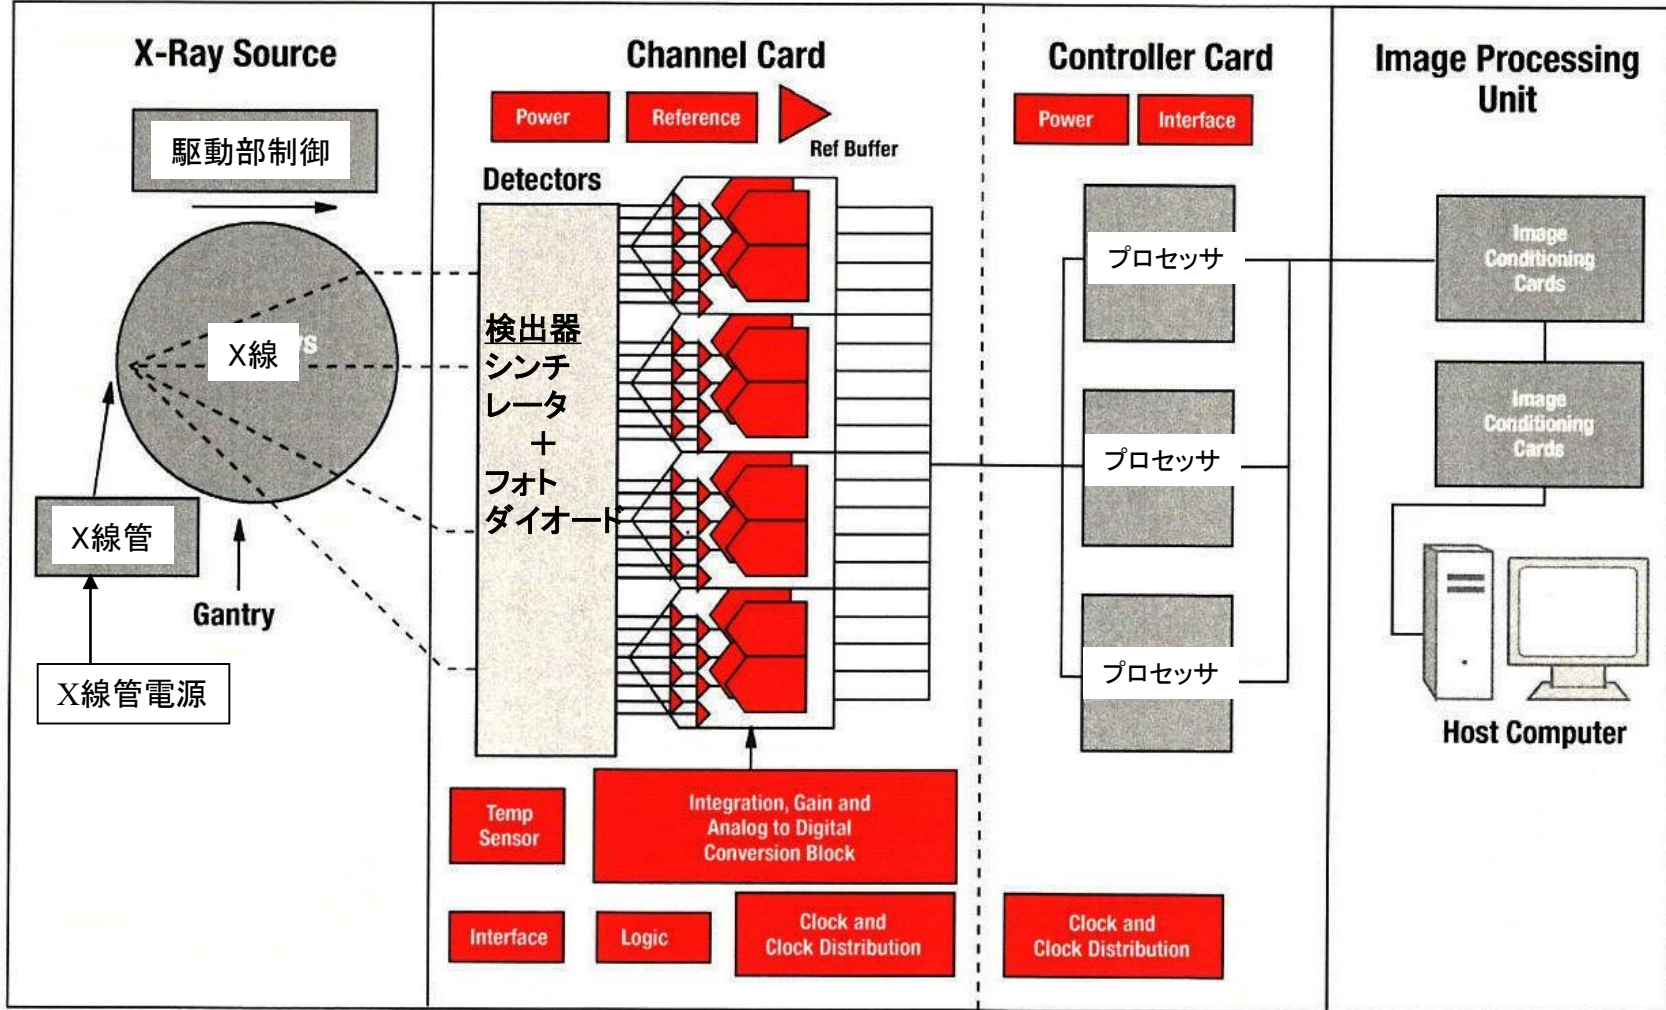 X-Ray Source
駆動部制御
X線
ys
X線管
Gantry
X線管電源
Channel Card
Power
Reference
Ref Buffer
Detectors
検出器
シンチ
レータ
+
フォト
ダイオード
Temp
Sensor
Integration, Gain and
Analog to Digital
Conversion Block
Interface
Logic
Clock and
Clock Distribution
Controller Card
Power
Interface
プロセッサ
プロセッサ
プロセッサ
Clock and
Clock Distribution
Image Processing
Unit
Image
Conditioning
Cards
Image
Conditioning
Cards
Host Computer